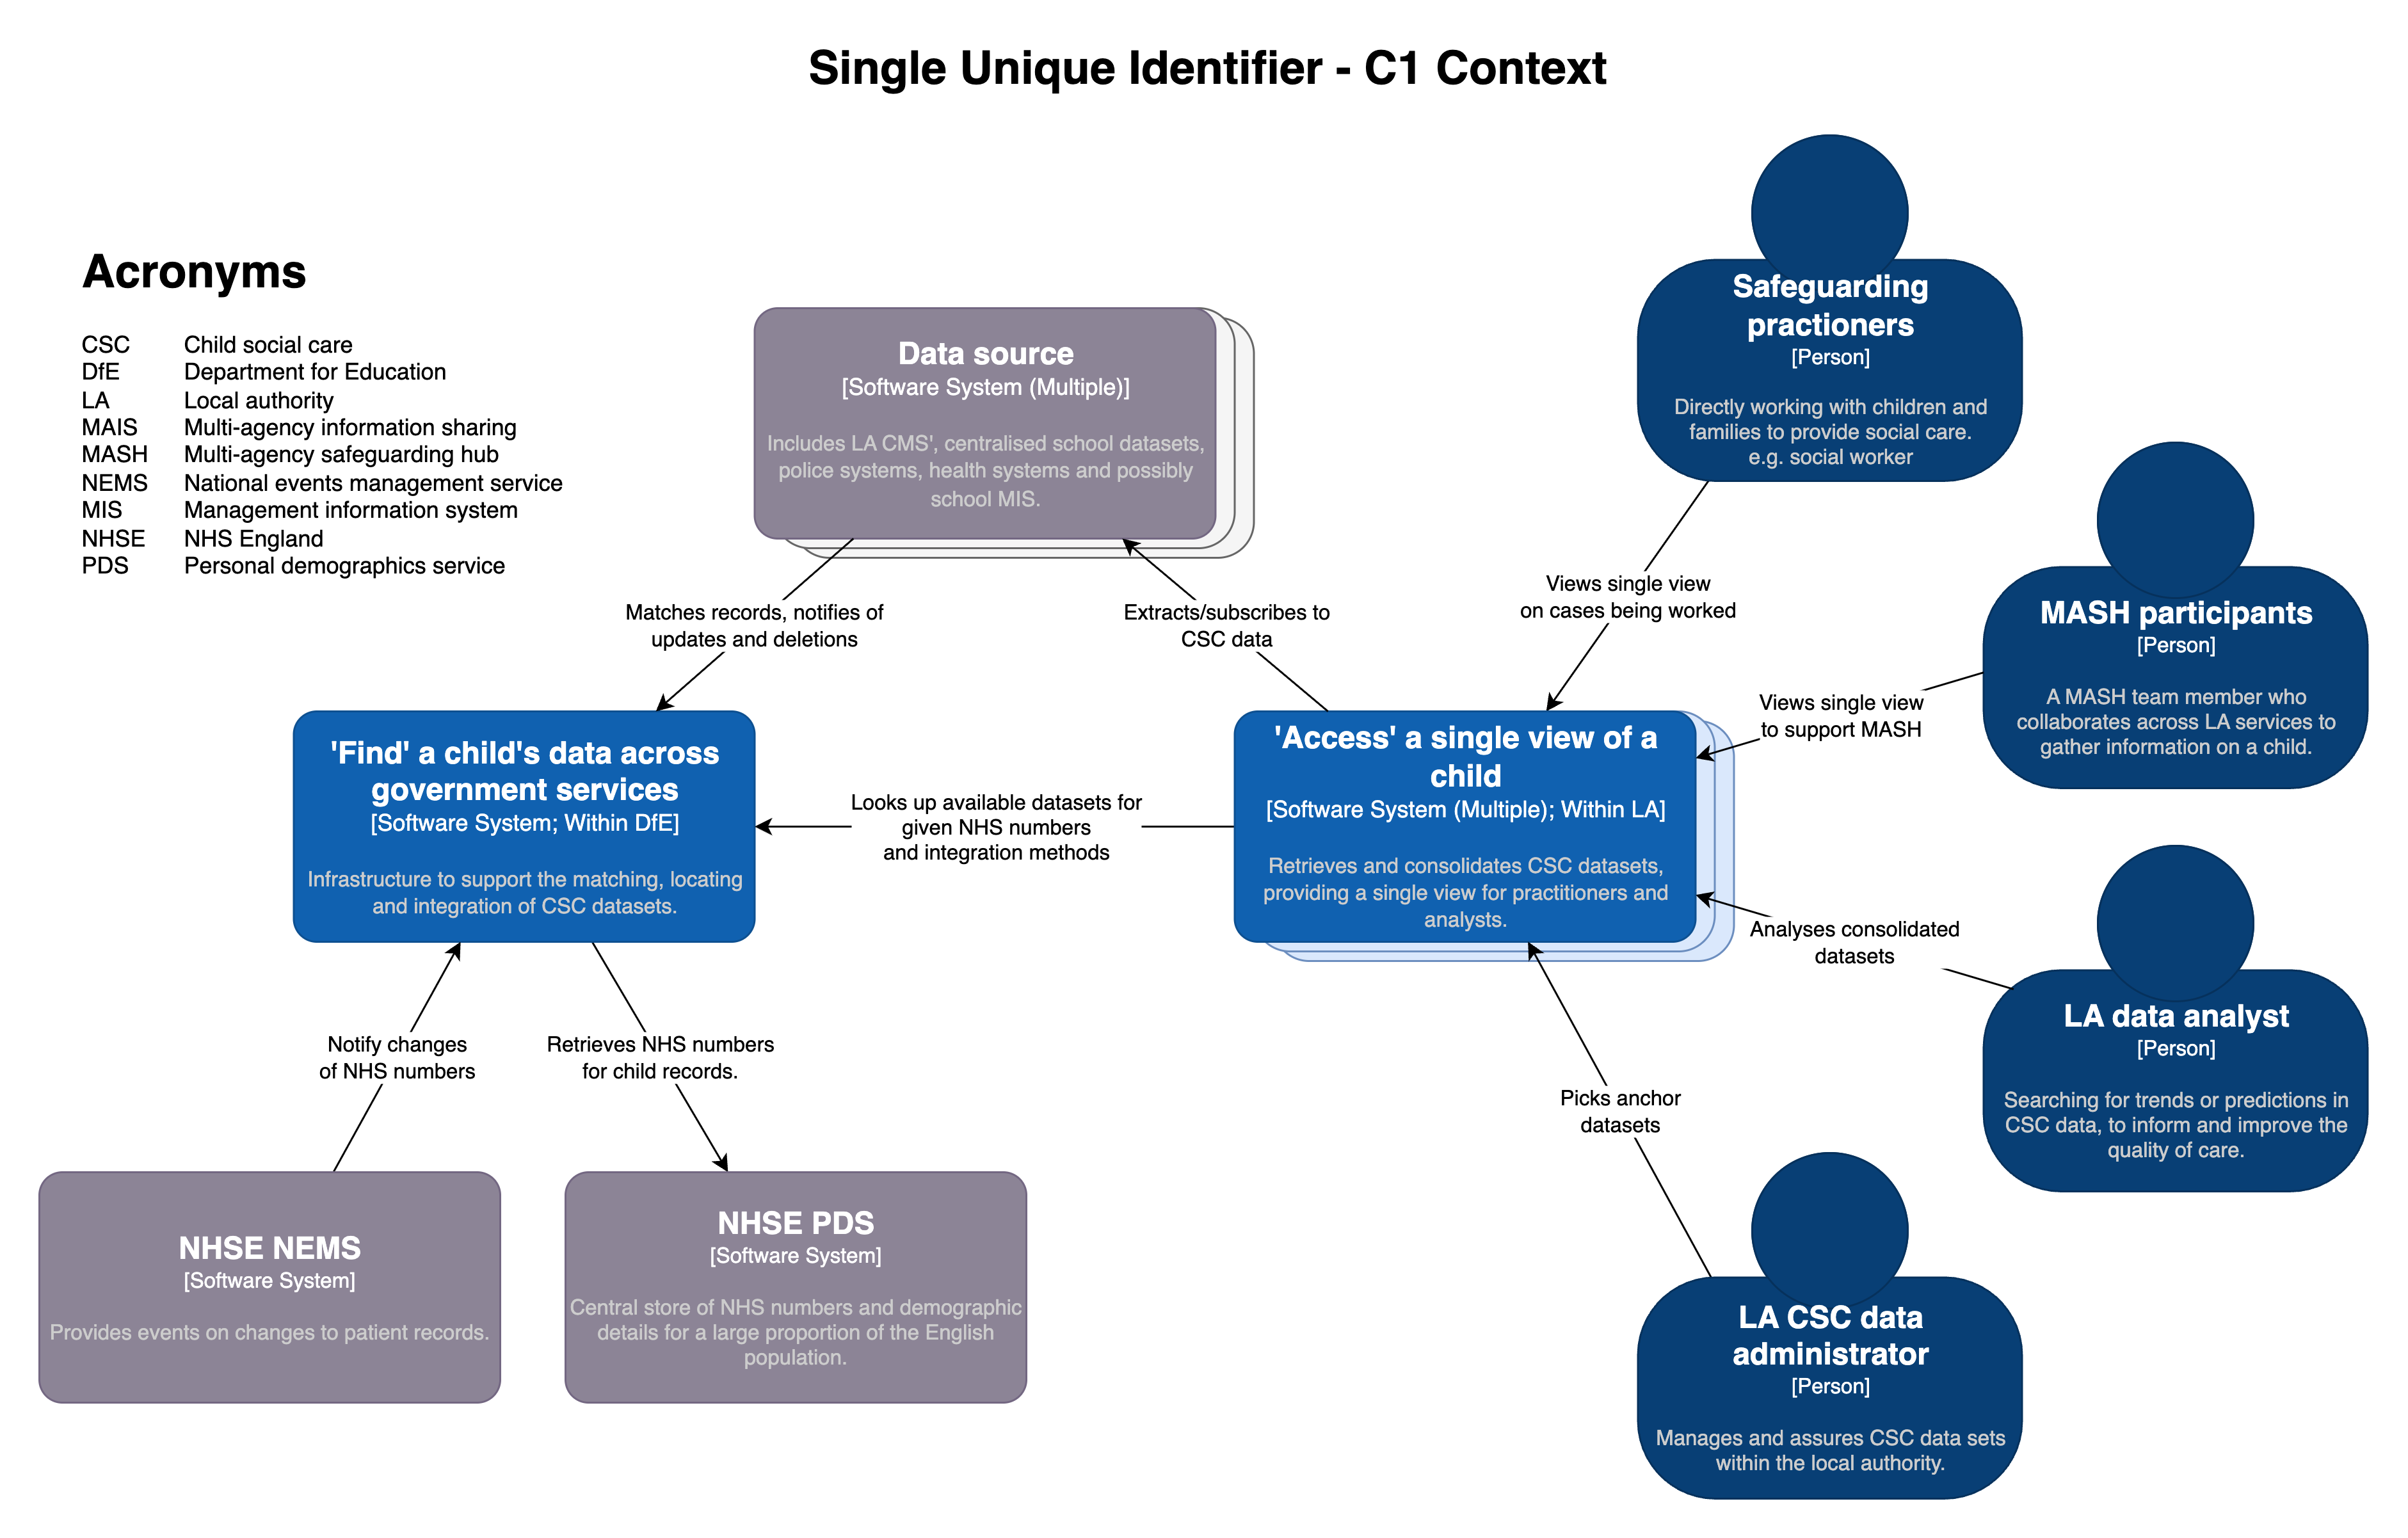 Single Unique Identifier - C1 Context
Acronyms
CSC Child social care
DfE Department for Education
LA Local authority
MAIS Multi-agency information sharing
MASH Multi-agency safeguarding hub
NEMS National events management service
MIS Management information system
NHSE NHS England
PDS Personal demographics service
Data source
[Software System (Multiple)]
Includes LA CMS', centralised school datasets,
police systems, health systems and possibly
school MIS.
Safeguarding
practioners
[Person]
Directly working with children and
families to provide social care.
e.g. social worker
Matches records, notifies of
updates and deletions
Extracts/subscribes to
CSC data
Views single view
on cases being worked
MASH participants
[Person]
A MASH team member who
collaborates across LA services to
gather information on a child.
Views single view
to support MASH
'Find' a child's data across
government services
[Software System; Within DfE]
Infrastructure to support the matching, locating
and integration of CSC datasets.
Looks up available datasets for
given NHS numbers
and integration methods
'Access' a single view of a
child
[Software System (Multiple); Within LA]
Retrieves and consolidates CSC datasets,
providing a single view for practitioners and
analysts.
Analyses consolidated
datasets
LA data analyst
[Person]
Searching for trends or predictions in
CSC data, to inform and improve the
quality of care.
Notify changes
of NHS numbers
Retrieves NHS numbers
for child records.
Picks anchor
datasets
NHSE NEMS
[Software System]
Provides events on changes to patient records.
NHSE PDS
[Software System]
Central store of NHS numbers and demographic
details for a large proportion of the English
population.
LA CSC data
administrator
[Person]
Manages and assures CSC data sets
within the local authority.